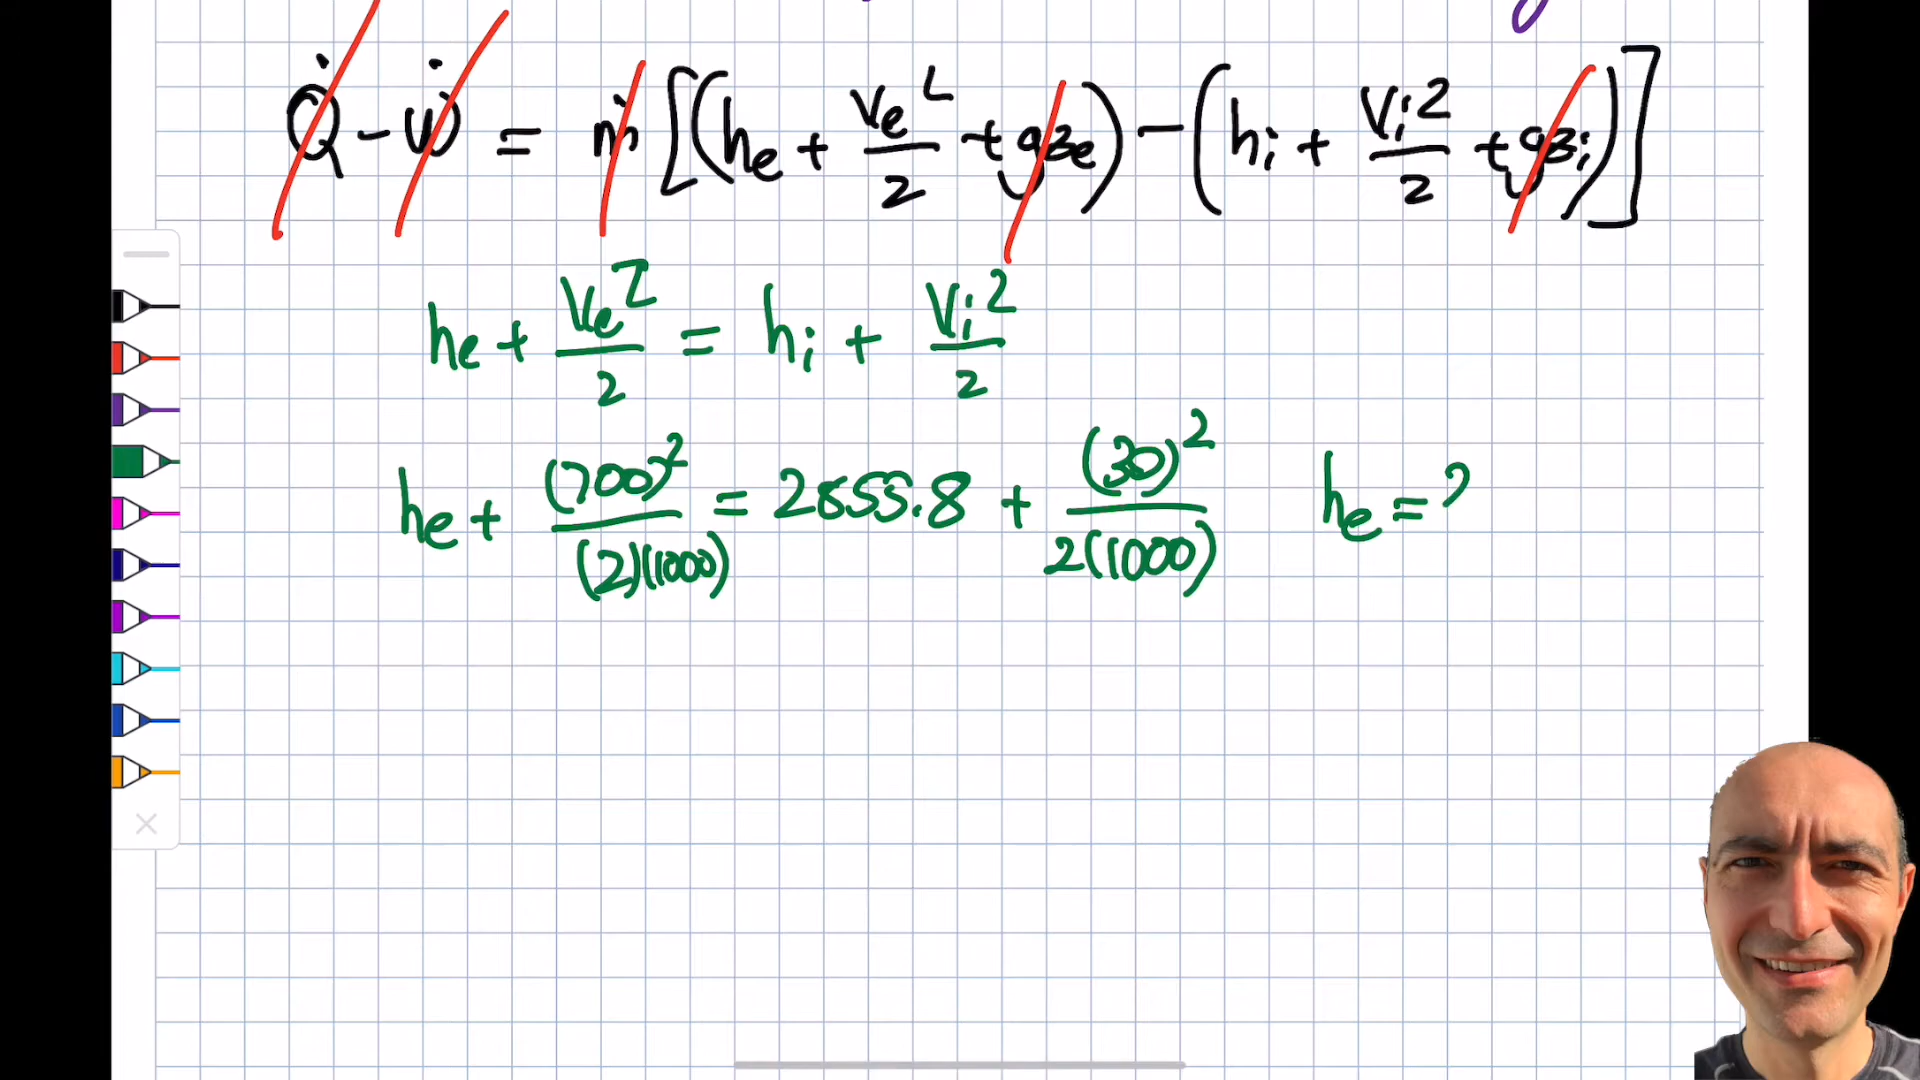 Q̇ - Ẇ = ṁ [(he + Ve²/2 + gze) - (hi + Vi²/2 + gzi)]
he + Ve²/2 = hi + Vi²/2
he + (700)²/(2)(1000) = 2855.8 + (30)²/2(1000) he = ?